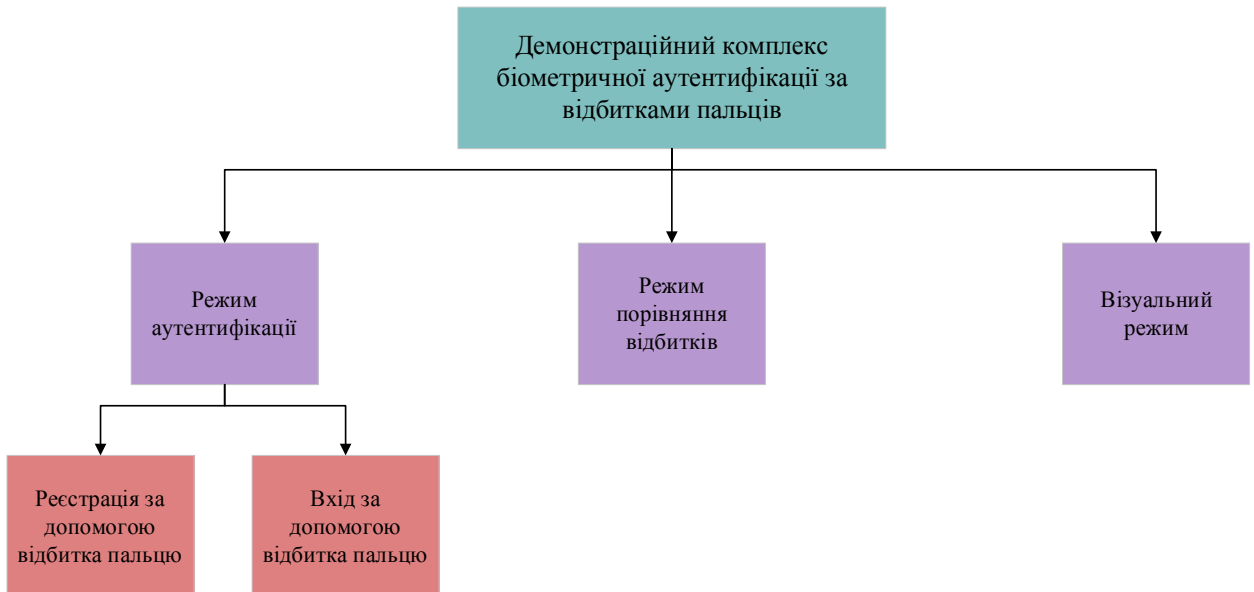 Демонстраційний комплекс
біометричної аутентифікації за
відбитками пальців
Режим
аутентифікації
Режим
порівняння
відбитків
Візуальний
режим
Реєстрація за
допомогою
відбитка пальцю
Вхід за
допомогою
відбитка пальцю